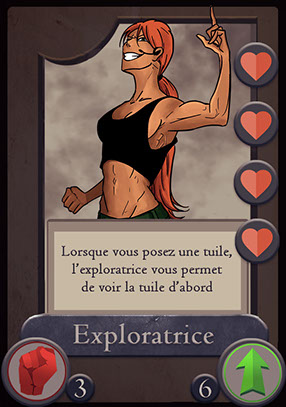 Lorsque vous posez une tuile,
l'exploratrice vous permet
de voir la tuile d'abord
Exploratrice
3
6